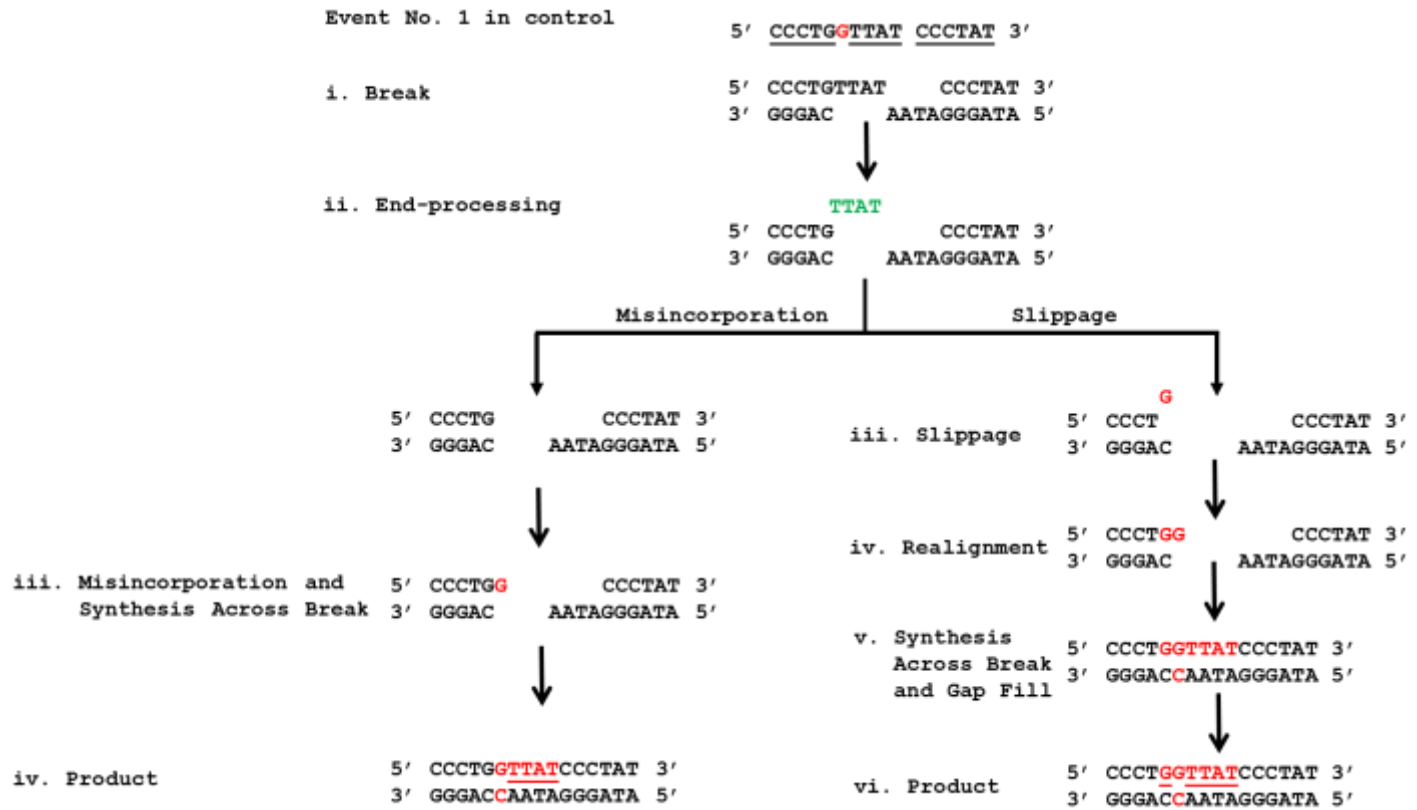 Event No. 1 in control
5′ CCCTGGTTAT CCCTAT 3′
i. Break
5′ CCCTGTTAT CCCTAT 3′
3′ GGGAC AATAGGGATA 5′
ii. End-processing
TTAT
5′ CCCTG CCCTAT 3′
3′ GGGAC AATAGGGATA 5′
Misincorporation
Slippage
5′ CCCTG CCCTAT 3′
3′ GGGAC AATAGGGATA 5′
iii. Misincorporation and
Synthesis Across Break
5′ CCCTGG CCCTAT 3′
3′ GGGAC AATAGGGATA 5′
iv. Product
5′ CCCTGGTTATCCCTAT 3′
3′ GGGACCAATAGGGATA 5′
iii. Slippage
G
5′ CCCT CCCTAT 3′
3′ GGGAC AATAGGGATA 5′
iv. Realignment
5′ CCCTGG CCCTAT 3′
3′ GGGAC AATAGGGATA 5′
v. Synthesis
Across Break
and Gap Fill
5′ CCCTGGTTATCCCTAT 3′
3′ GGGACCAATAGGGATA 5′
vi. Product
5′ CCCTGGTTATCCCTAT 3′
3′ GGGACCAATAGGGATA 5′